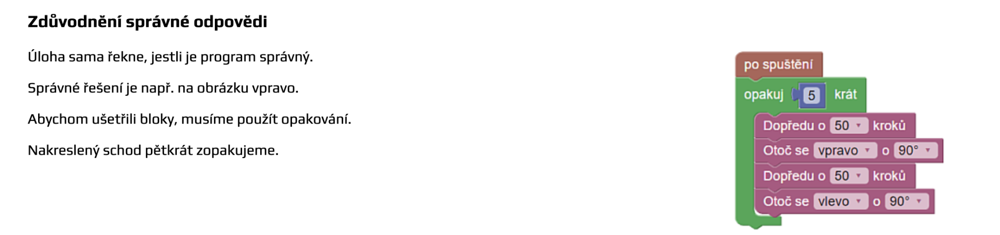 Zdůvodnění správné odpovědi
Úloha sama řekne, jestli je program správný.
Správné řešení je např. na obrázku vpravo.
Abychom ušetřili bloky, musíme použít opakování.
Nakreslený schod pětkrát zopakujeme.
po spuštění
opakuj 5 krát
Dopředu o 50 kroků
Otoč se vpravo o 90°
Dopředu o 50 kroků
Otoč se vlevo o 90°